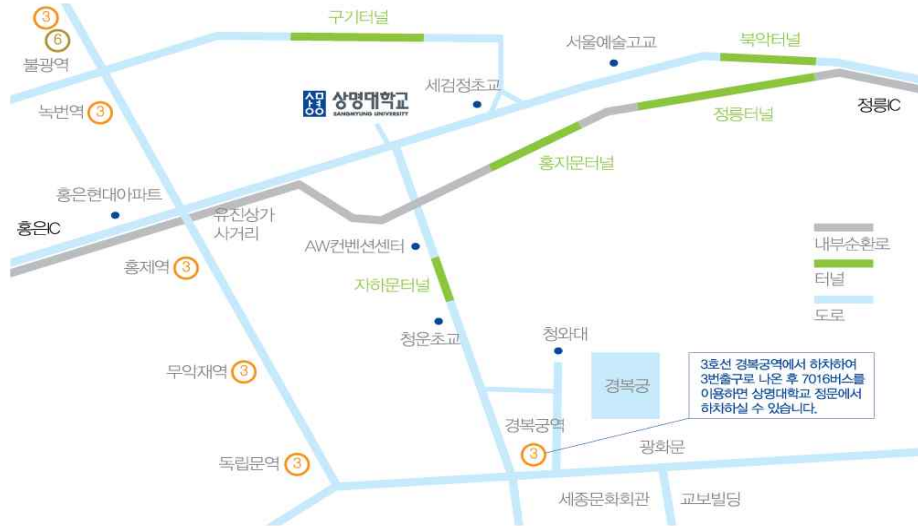 3
6
불광역
구기터널
서울예술고교
북악터널
녹번역 3
상명대학교
SANGMYUNG UNIVERSITY
세검정초교
정릉IC
정릉터널
홍지문터널
홍은현대아파트
홍은IC
유진상가
사거리
내부순환로
AW컨벤션센터
홍제역 3
터널
자하문터널
도로
청운초교
청와대
무악재역 3
경복궁
3호선 경복궁역에서 하차하여
3번출구로 나온 후 7016버스를
이용하면 상명대학교 정문에서
하차하실 수 있습니다.
경복궁역
3
광화문
독립문역 3
세종문화회관
교보빌딩